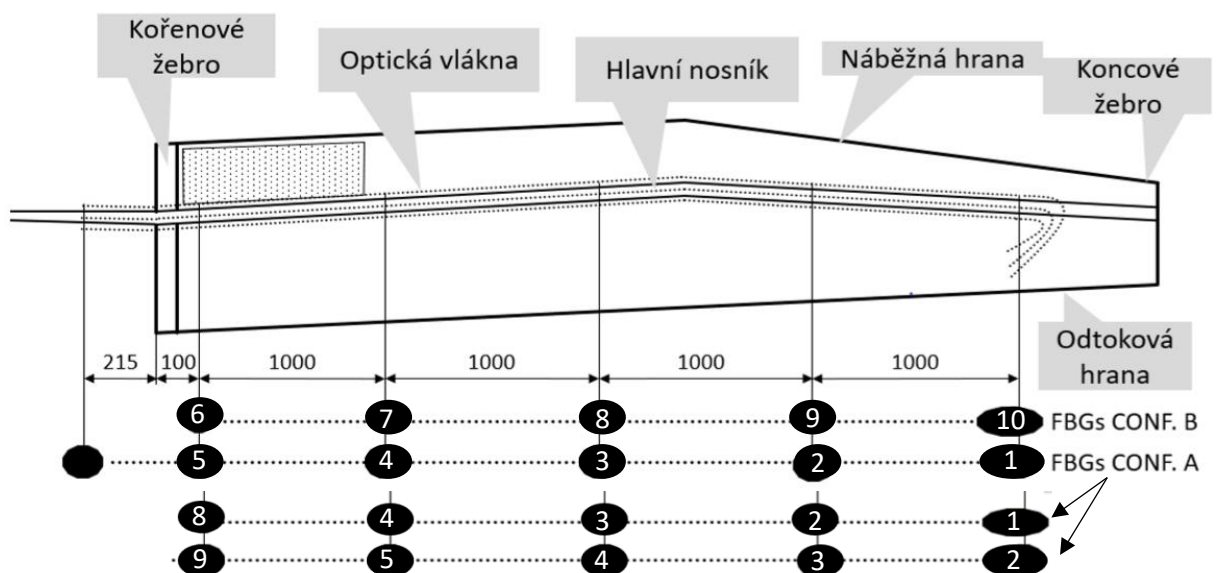 Kořenové
žebro
Optická vlákna
Hlavní nosník
Náběžná hrana
Koncové
žebro
Odtoková
hrana
215 100 1000 1000 1000 1000
6 7 8 9 10 FBGs CONF. B
5 4 3 2 1 FBGs CONF. A
8 4 3 2 1
9 5 4 3 2